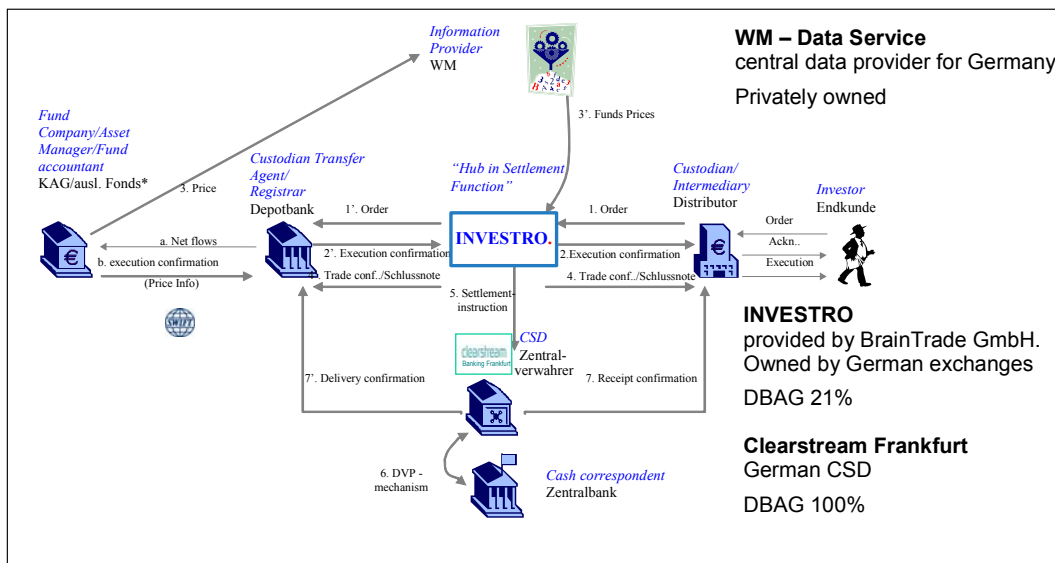 Information
Provider
WM
WM – Data Service
central data provider for Germany
Privately owned
3'. Funds Prices
Fund
Company/Asset
Manager/Fund
accountant
KAG/ausl. Fonds*
3. Price
Custodian Transfer
Agent/
Registrar
Depotbank
“Hub in Settlement
Function”
Custodian/
Intermediary
Distributor
Investor
Endkunde
1'. Order
1. Order
Order
INVESTRO.
Ackn..
a. Net flows
2'. Execution confirmation
2.Execution confirmation
Execution
b. execution confirmation
(Price Info)
Trade conf../Schlussnote
4. Trade conf../Schlussnote
5. Settlement-
instruction
SWIFT
INVESTRO
provided by BrainTrade GmbH.
Owned by German exchanges
DBAG 21%
clearstream
Banking Frankfurt
CSD
Zentral-
verwahrer
7'. Delivery confirmation
7. Receipt confirmation
Clearstream Frankfurt
German CSD
DBAG 100%
6. DVP -
mechanism
Cash correspondent
Zentralbank